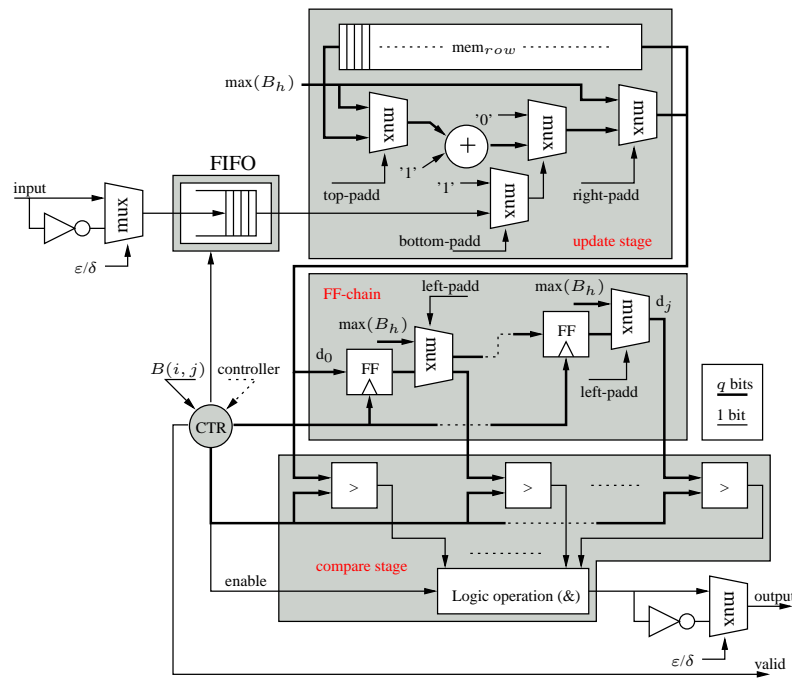 mem_row
max(B_h)
mux
'0'
mux
mux
+
'1'
'1'
FIFO
top-padd
mux
right-padd
input
mux
bottom-padd
update stage
ε/δ
FF-chain
left-padd
max(B_h)
d_j
mux
max(B_h)
mux
FF
d_0
FF
B(i, j)
controller
left-padd
q bits
1 bit
CTR
>
>
>
compare stage
enable
Logic operation (&)
mux
output
ε/δ
valid